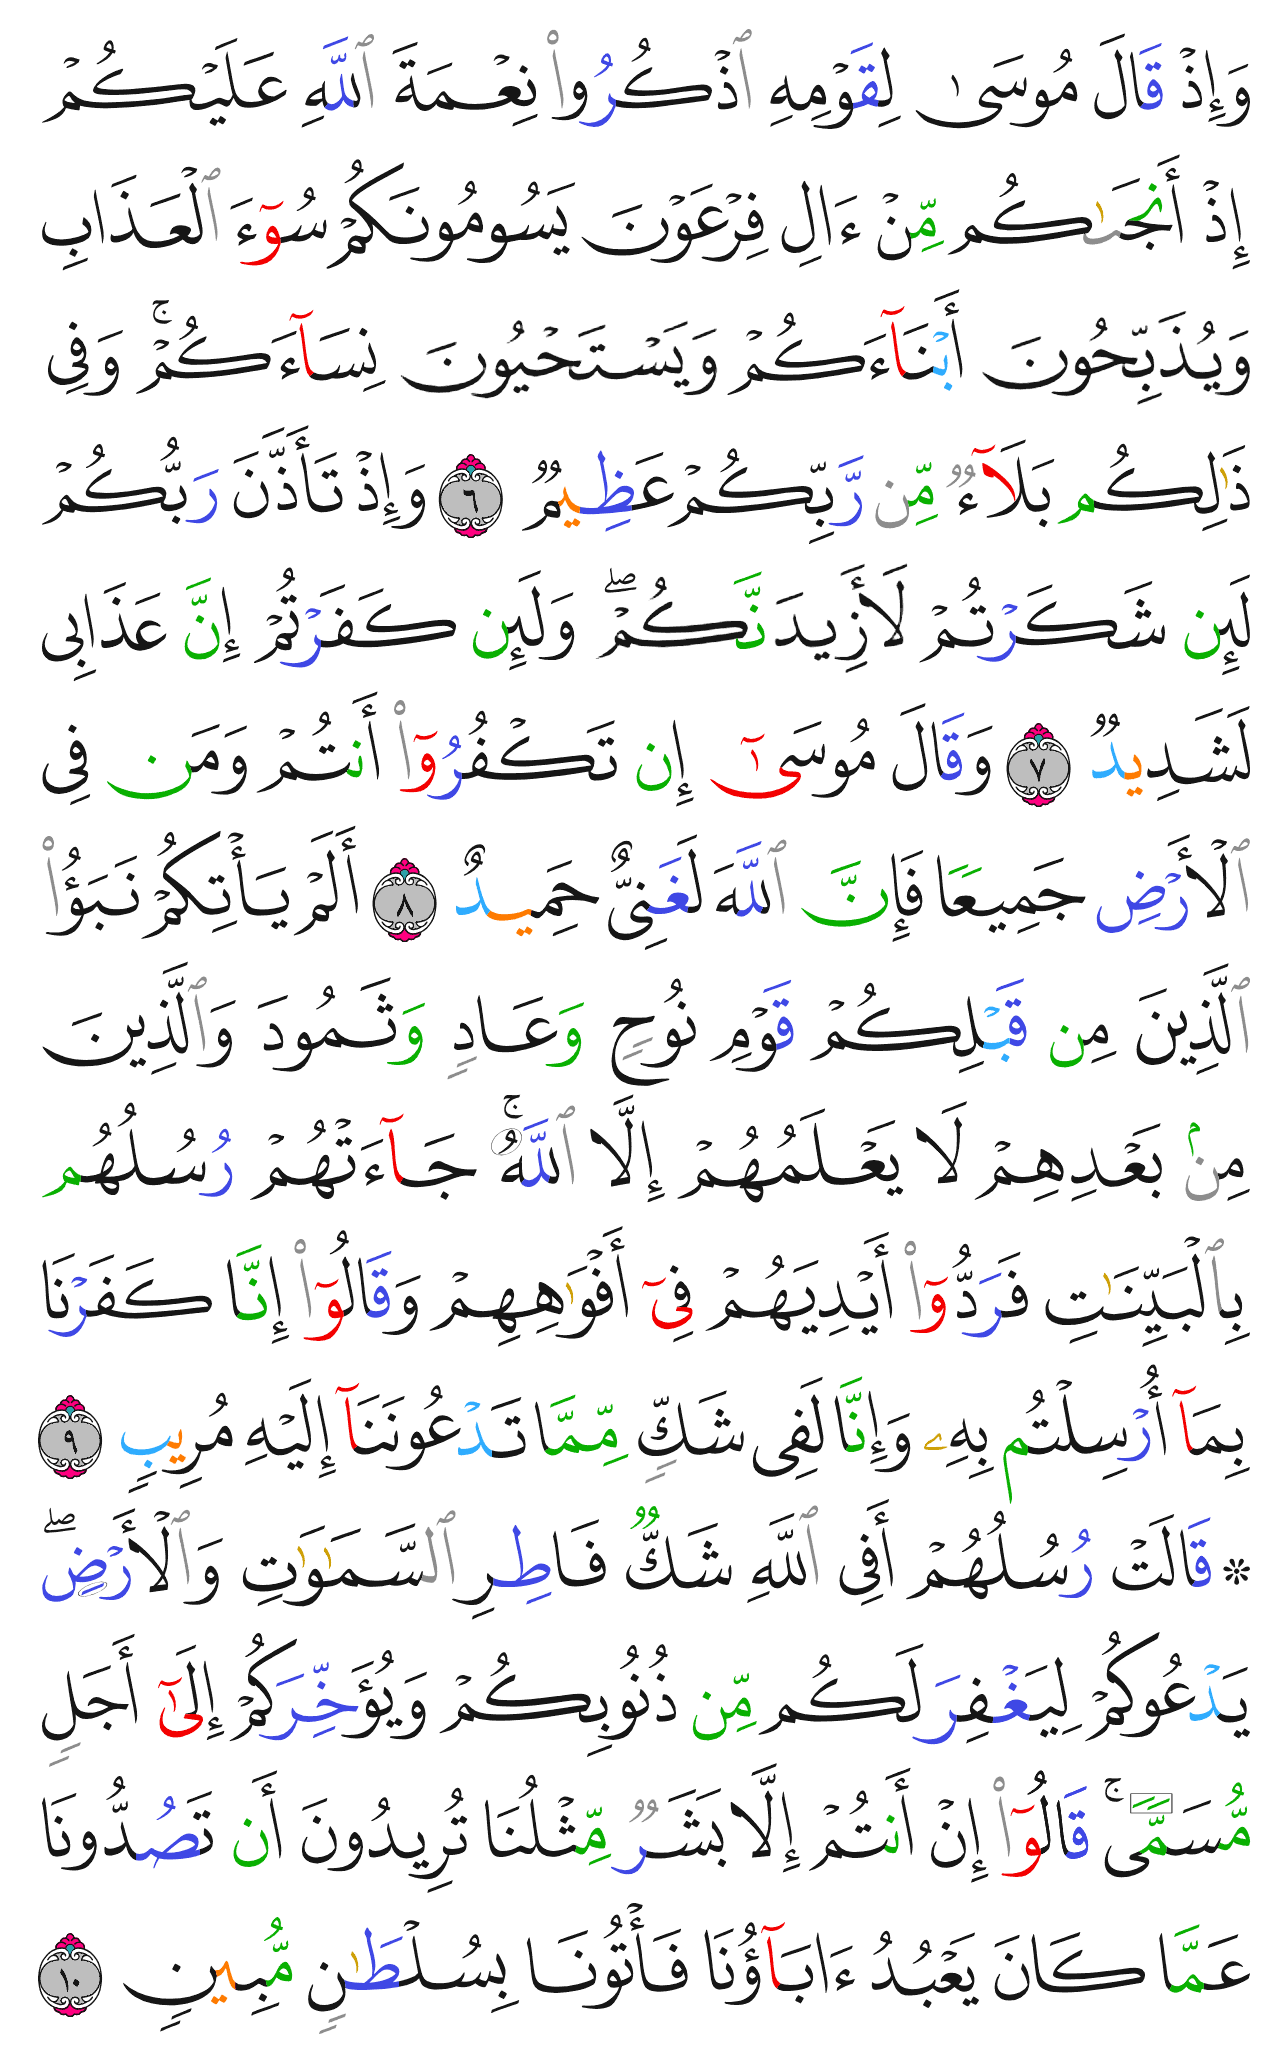 وَإِذۡ قَالَ مُوسَىٰ لِقَوۡمِهِ ٱذۡكُرُواْ نِعۡمَةَ ٱللَّهِ عَلَيۡكُمۡ
إِذۡ أَنجَىٰكُم مِّنۡ ءَالِ فِرۡعَوۡنَ يَسُومُونَكُمۡ سُوٓءَ ٱلۡعَذَابِ
وَيُذَبِّحُونَ أَبۡنَآءَكُمۡ وَيَسۡتَحۡيُونَ نِسَآءَكُمۡۚ وَفِي
ذَٰلِكُم بَلَآءٞ مِّن رَّبِّكُمۡ عَظِيمٞ ٦ وَإِذۡ تَأَذَّنَ رَبُّكُمۡ
لَئِن شَكَرۡتُمۡ لَأَزِيدَنَّكُمۡۖ وَلَئِن كَفَرۡتُمۡ إِنَّ عَذَابِي
لَشَدِيدٞ ٧ وَقَالَ مُوسَىٰٓ إِن تَكۡفُرُوٓاْ أَنتُمۡ وَمَن فِي
ٱلۡأَرۡضِ جَمِيعٗا فَإِنَّ ٱللَّهَ لَغَنِيٌّ حَمِيدٌ ٨ أَلَمۡ يَأۡتِكُمۡ نَبَؤُاْ
ٱلَّذِينَ مِن قَبۡلِكُمۡ قَوۡمِ نُوحٖ وَعَادٖ وَثَمُودَ وَٱلَّذِينَ
مِنۢ بَعۡدِهِمۡ لَا يَعۡلَمُهُمۡ إِلَّا ٱللَّهُۚ جَآءَتۡهُمۡ رُسُلُهُم
بِٱلۡبَيِّنَٰتِ فَرَدُّوٓاْ أَيۡدِيَهُمۡ فِيٓ أَفۡوَٰهِهِمۡ وَقَالُوٓاْ إِنَّا كَفَرۡنَا
بِمَآ أُرۡسِلۡتُم بِهِۦ وَإِنَّا لَفِي شَكّٖ مِّمَّا تَدۡعُونَنَآ إِلَيۡهِ مُرِيبٖ ٩
۞ قَالَتۡ رُسُلُهُمۡ أَفِي ٱللَّهِ شَكّٞ فَاطِرِ ٱلسَّمَٰوَٰتِ وَٱلۡأَرۡضِۖ
يَدۡعُوكُمۡ لِيَغۡفِرَ لَكُم مِّن ذُنُوبِكُمۡ وَيُؤَخِّرَكُمۡ إِلَىٰٓ أَجَلٖ
مُّسَمّٗىۚ قَالُوٓاْ إِنۡ أَنتُمۡ إِلَّا بَشَرٞ مِّثۡلُنَا تُرِيدُونَ أَن تَصُدُّونَا
عَمَّا كَانَ يَعۡبُدُ ءَابَآؤُنَا فَأۡتُونَا بِسُلۡطَٰنٖ مُّبِينٖ ١٠